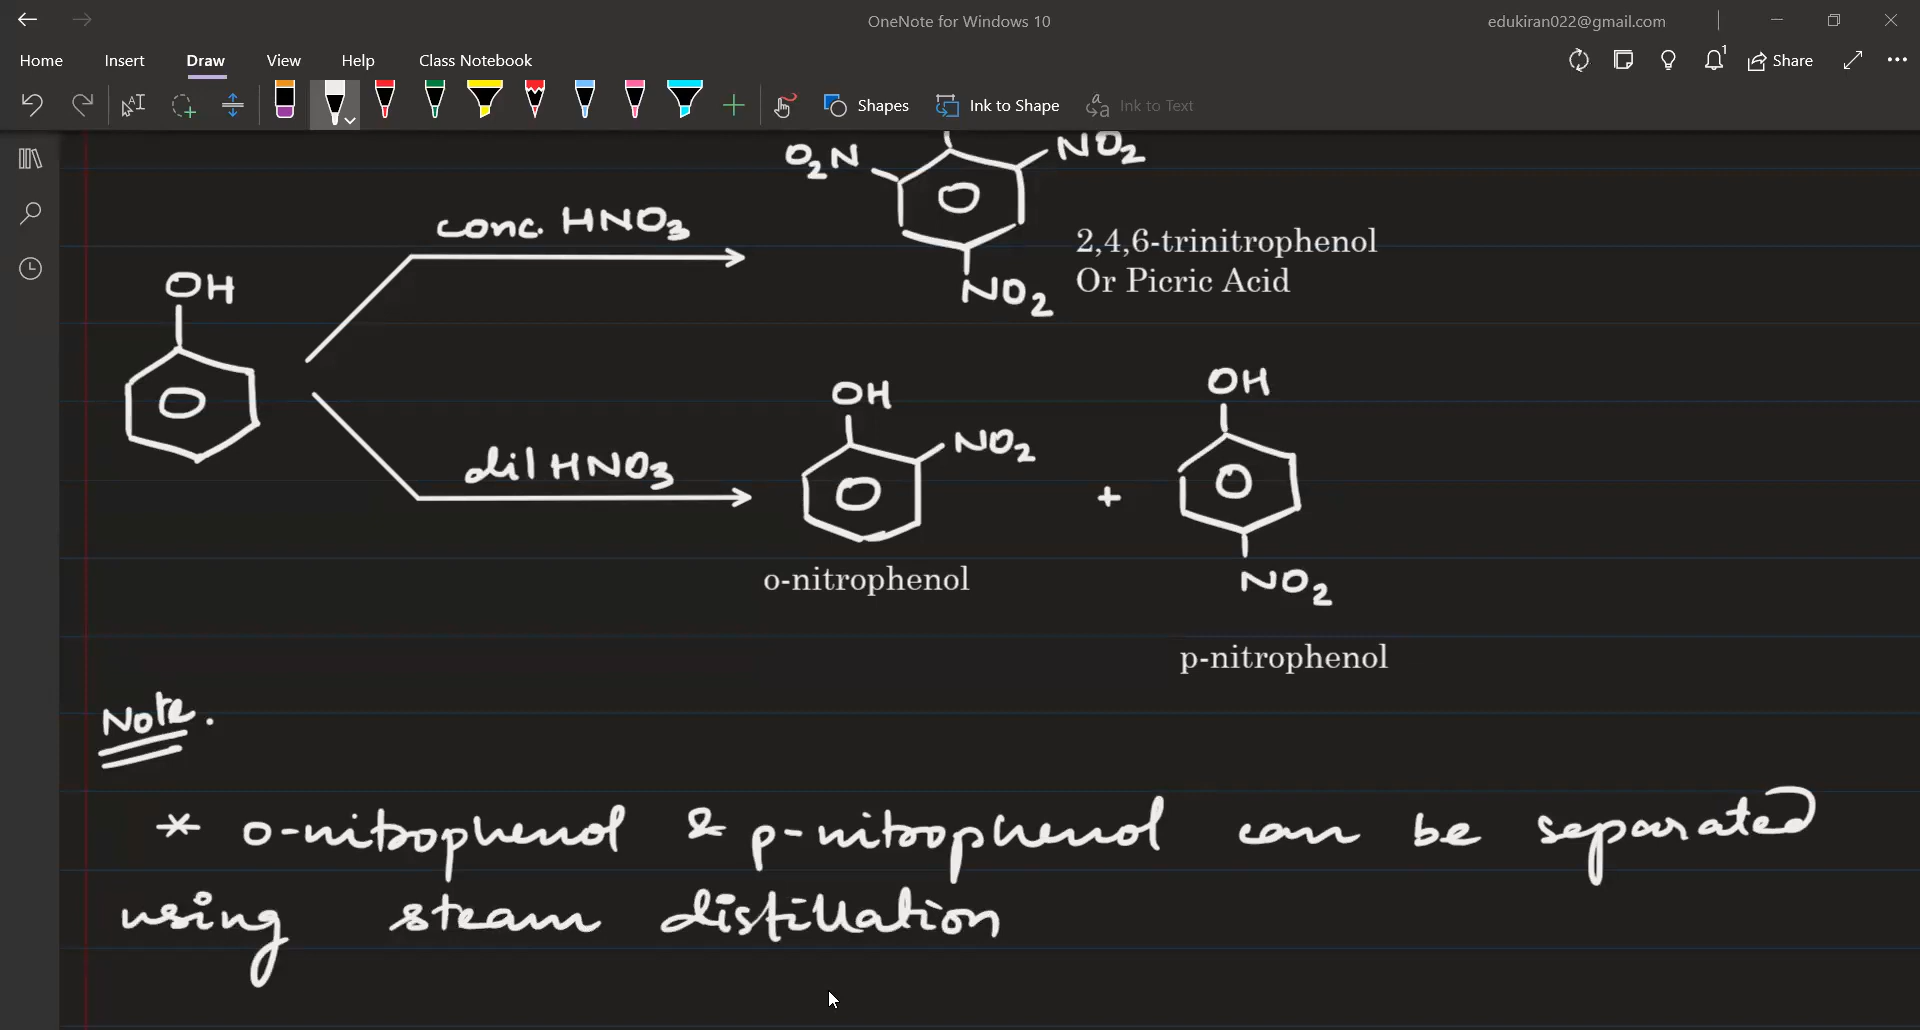 OneNote for Windows 10
edukiran022@gmail.com
Home Insert Draw View Help Class Notebook
1
Share
Shapes
Ink to Shape
Ink to Text
O2N
NO2
conc. HNO3
2,4,6-trinitrophenol
Or Picric Acid
NO2
OH
OH
OH
NO2
dil HNO3
+
o-nitrophenol
NO2
p-nitrophenol
Note.
* o-nitrophenol & p-nitrophenol can be separated
using steam distillation